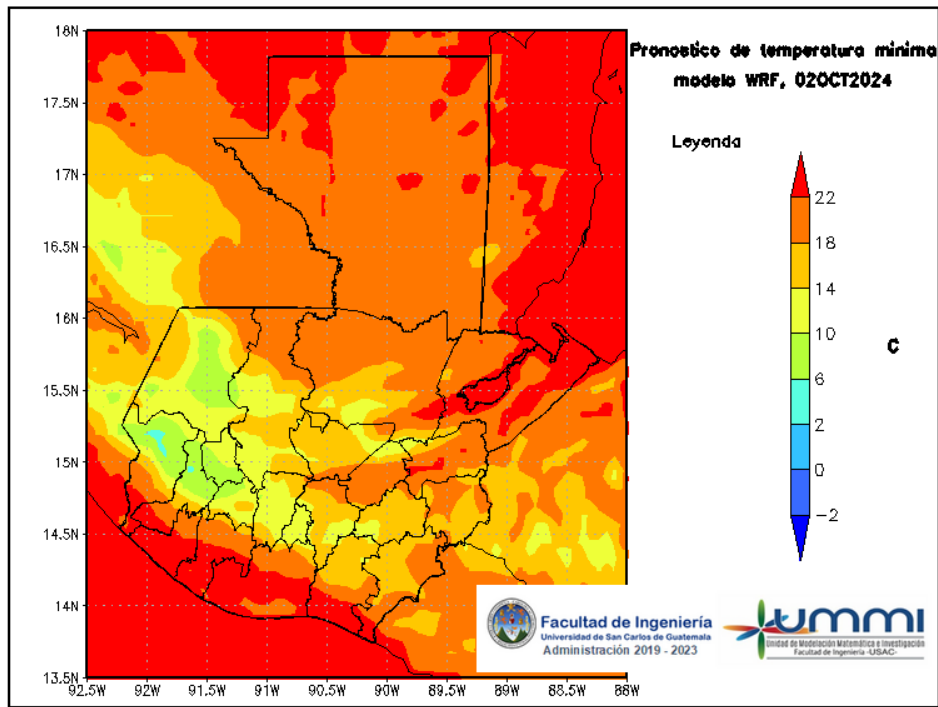 Pronostico de temperatura minima
modelo WRF, 02OCT2024
Leyenda
22
18
14
10
6
2
0
−2
C
18N
17.5N
17N
16.5N
16N
15.5N
15N
14.5N
14N
13.5N
92.5W
92W
91.5W
91W
90.5W
90W
89.5W
89W
88.5W
88W
Facultad de Ingeniería
Universidad de San Carlos de Guatemala
Administración 2019 - 2023
UMMI
Unidad de Modelación Matemática e Investigación
Facultad de Ingeniería -USAC-